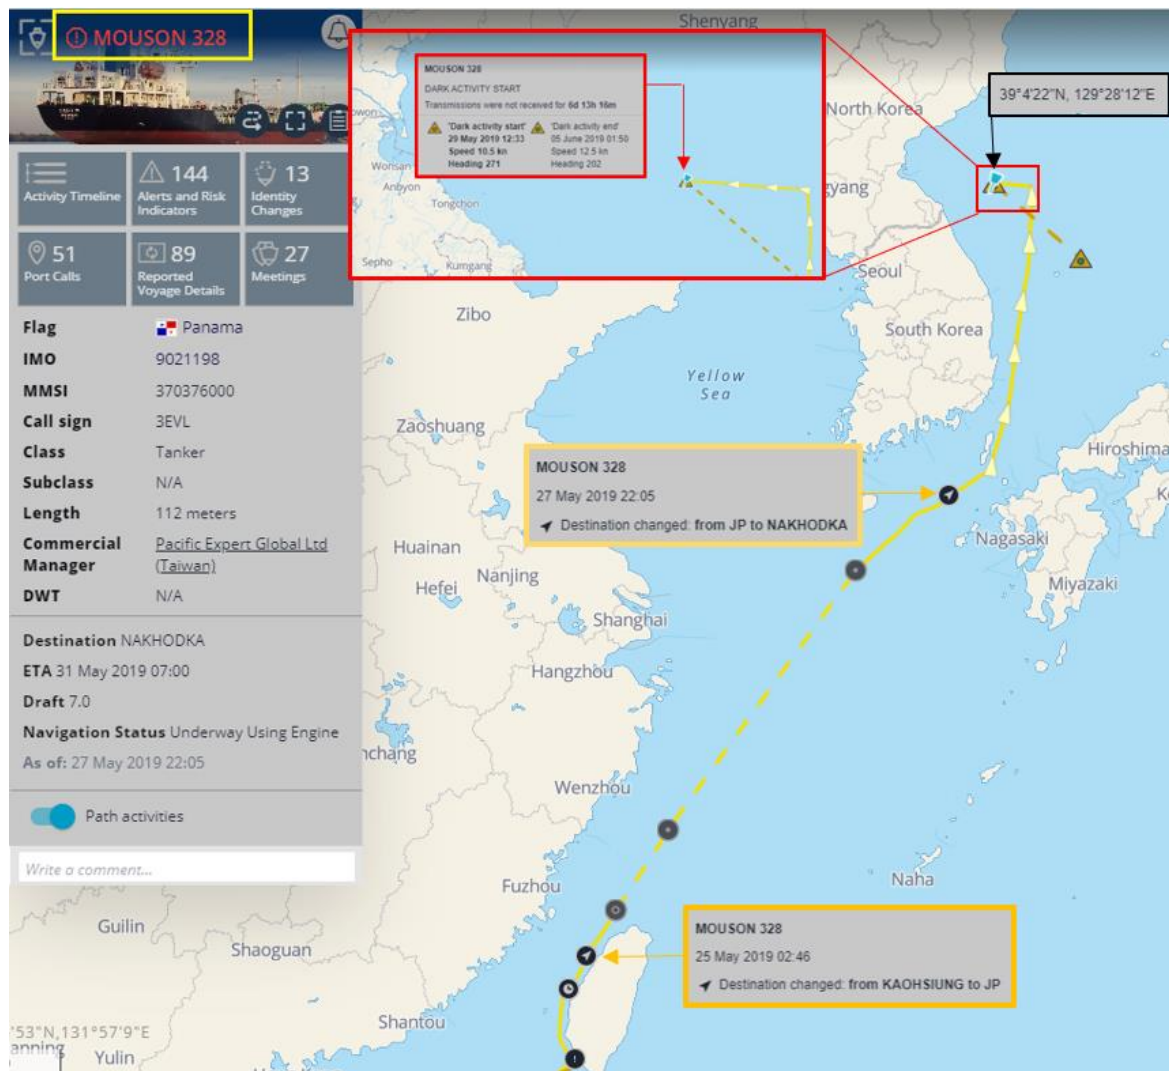 MOUSON 328
144
13
Activity Timeline
Alerts and Risk
Indicators
Identity
Changes
51
89
27
Port Calls
Reported
Voyage Details
Meetings
Flag Panama
IMO 9021198
MMSI 370376000
Call sign 3EVL
Class Tanker
Subclass N/A
Length 112 meters
Commercial Pacific Expert Global Ltd
Manager (Taiwan)
DWT N/A
Destination NAKHODKA
ETA 31 May 2019 07:00
Draft 7.0
Navigation Status Underway Using Engine
As of: 27 May 2019 22:05
Path activities
Write a comment...
MOUSON 328
DARK ACTIVITY START
Transmissions were not received for 6d 13h 16m
'Dark activity start' 'Dark activity end'
29 May 2019 12:33 05 June 2019 01:50
Speed 10.5 kn Speed 12.5 kn
Heading 271 Heading 202
Wonsan
Anbyon
Tongchon
Sepho
Kumgang
39°4'22"N, 129°28'12"E
Shenyang
North Korea
gyang
Seoul
South Korea
Zibo
Yellow
Sea
Zaoshuang
Hiroshima
MOUSON 328
27 May 2019 22:05
Destination changed: from JP to NAKHODKA
Nagasaki
Miyazaki
Huainan
Hefei
Nanjing
Shanghai
Hangzhou
nchang
Wenzhou
Naha
Fuzhou
MOUSON 328
25 May 2019 02:46
Destination changed: from KAOHSIUNG to JP
Guilin
Shaoguan
Shantou
'53"N,131°57'9"E
anning
Yulin